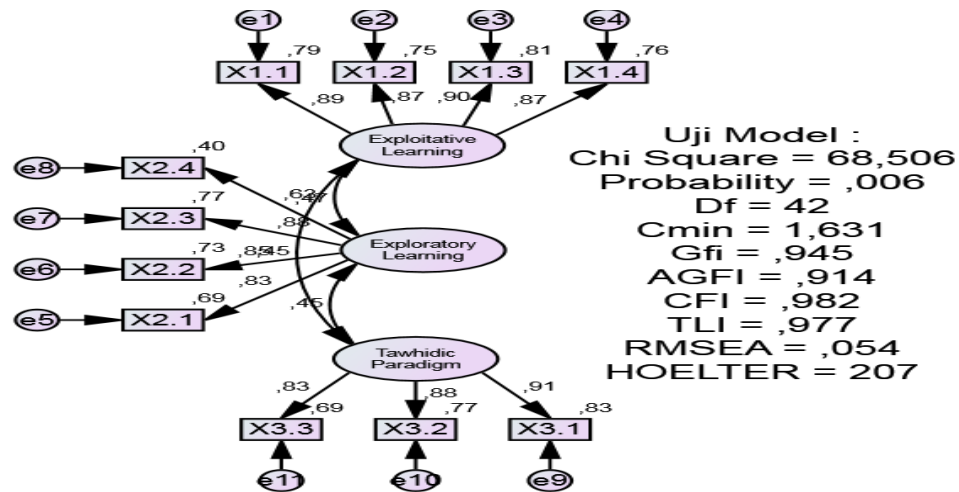 e1 e2 e3 e4
,79 ,75 ,81 ,76
X1.1 X1.2 X1.3 X1.4
,89 ,87 ,90 ,87
Exploitative
Learning
,40
e8 X2.4
,77
e7 X2.3
,88
Exploratory
Learning
,73 ,45
e6 X2.2
,83
,69
e5 X2.1
,45
Tawhidic
Paradigm
,83 ,88 ,91
,69 ,77 ,83
X3.3 X3.2 X3.1
e11 e10 e9
Uji Model :
Chi Square = 68,506
Probability = ,006
Df = 42
Cmin = 1,631
Gfi = ,945
AGFI = ,914
CFI = ,982
TLI = ,977
RMSEA = ,054
HOELTER = 207